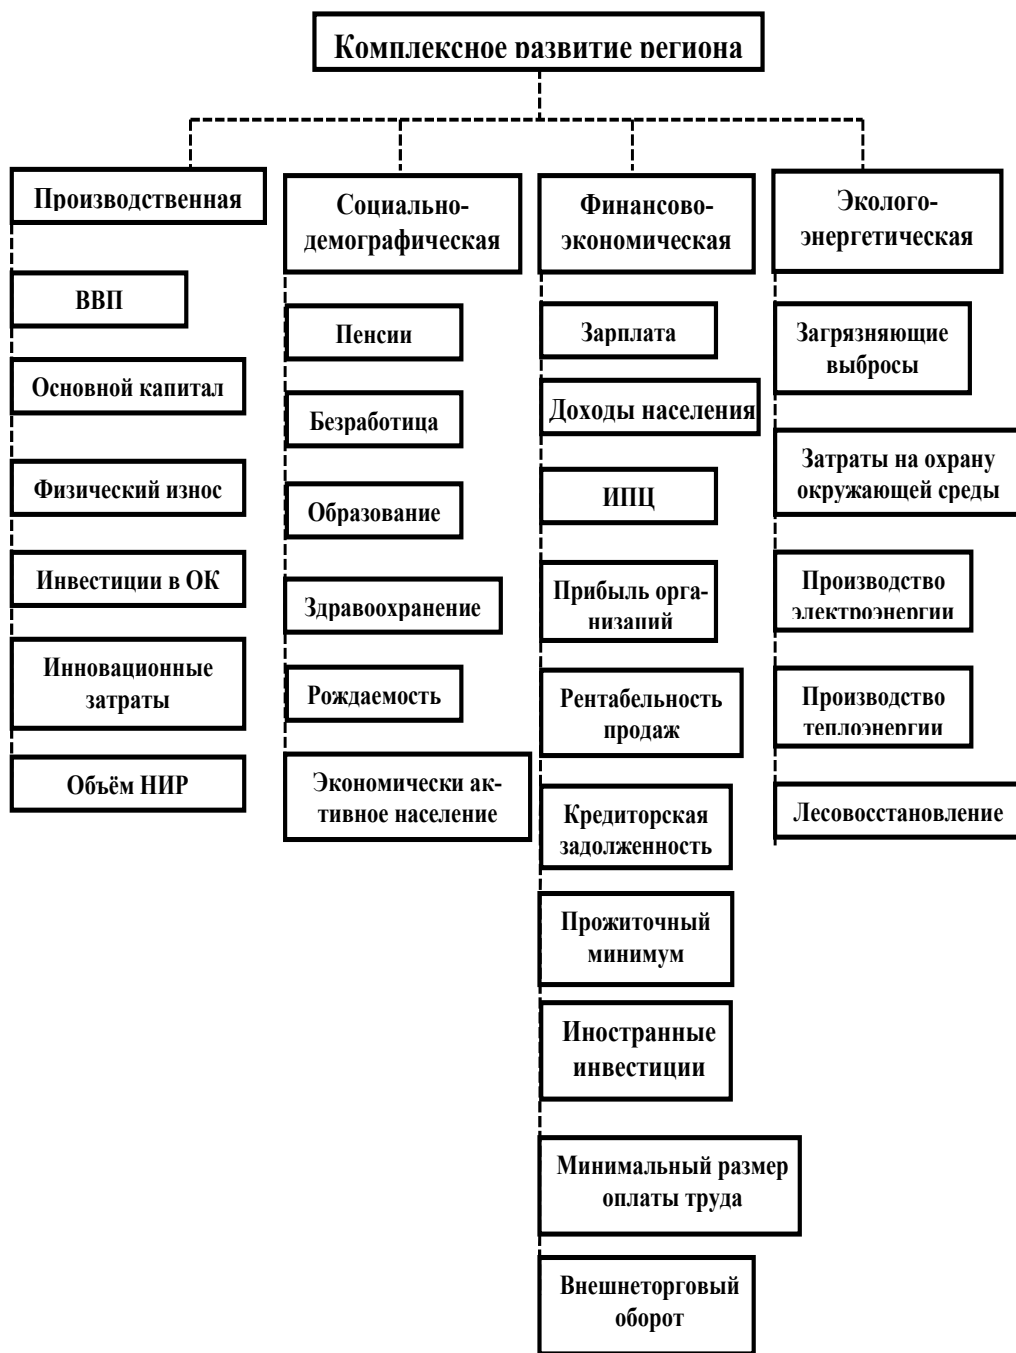 Комплексное развитие региона
Производственная
ВВП
Основной капитал
Физический износ
Инвестиции в ОК
Инновационные
затраты
Объём НИР
Социально-
демографическая
Пенсии
Безработица
Образование
Здравоохранение
Рождаемость
Экономически ак-
тивное население
Финансово-
экономическая
Зарплата
Доходы населения
ИПЦ
Прибыль орга-
низаций
Рентабельность
продаж
Кредиторская
задолженность
Прожиточный
минимум
Иностранные
инвестиции
Минимальный размер
оплаты труда
Внешнеторговый
оборот
Эколого-
энергетическая
Загрязняющие
выбросы
Затраты на охрану
окружающей среды
Производство
электроэнергии
Производство
теплоэнергии
Лесовосстановление